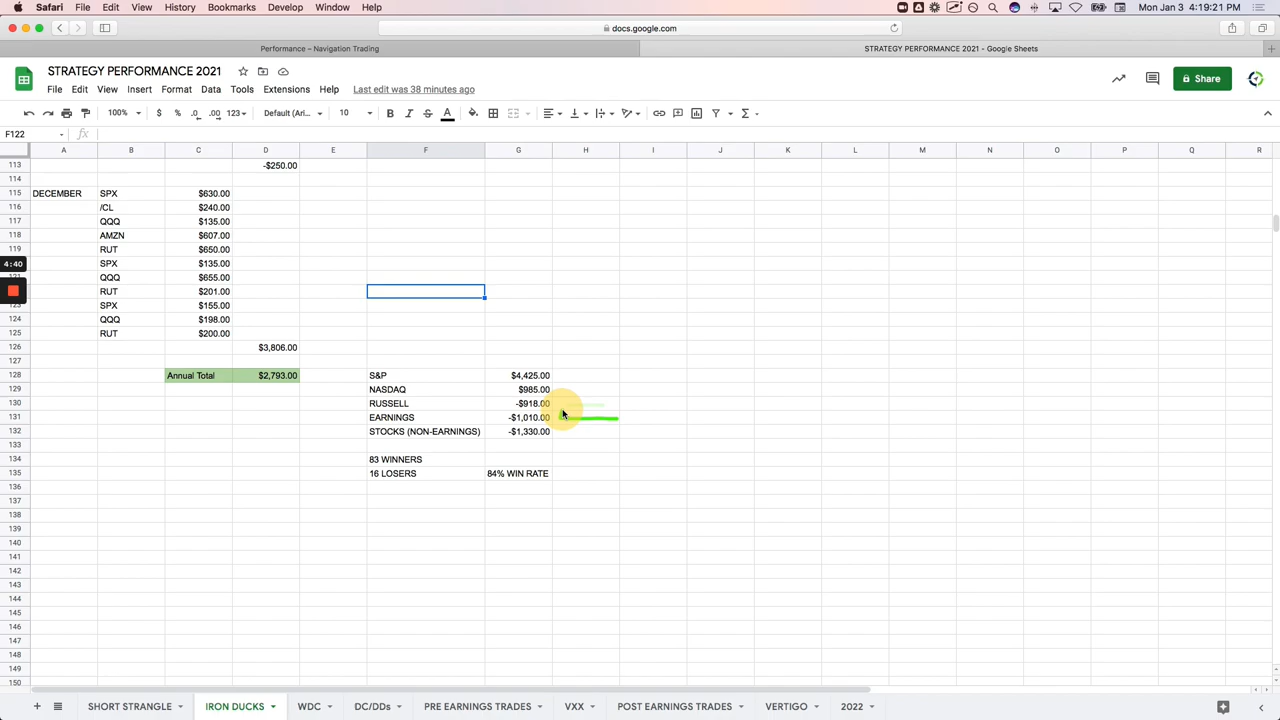 Safari File Edit View History Bookmarks Develop Window Help Mon Jan 3 4:19:21 PM
docs.google.com
Performance – Navigation Trading STRATEGY PERFORMANCE 2021 - Google Sheets
STRATEGY PERFORMANCE 2021
File Edit View Insert Format Data Tools Extensions Help Last edit was 38 minutes ago
Share
100% $ % .0 .00 123 Default (Ari... 10 B I S A
F122 fx
A B C D E F G H I J K L M N O P Q R
113 -$250.00
114
115 DECEMBER SPX $630.00
116 /CL $240.00
117 QQQ $135.00
118 AMZN $607.00
119 RUT $650.00
4:40 SPX $135.00
121 QQQ $655.00
RUT $201.00
123 SPX $155.00
124 QQQ $198.00
125 RUT $200.00
126 $3,806.00
127
128 Annual Total $2,793.00 S&P $4,425.00
129 NASDAQ $985.00
130 RUSSELL -$918.00
131 EARNINGS -$1,010.00
132 STOCKS (NON-EARNINGS) -$1,330.00
133
134 83 WINNERS
135 16 LOSERS 84% WIN RATE
136
137
138
139
140
141
142
143
144
145
146
147
148
149
150
SHORT STRANGLE IRON DUCKS WDC DC/DDs PRE EARNINGS TRADES VXX POST EARNINGS TRADES VERTIGO 2022